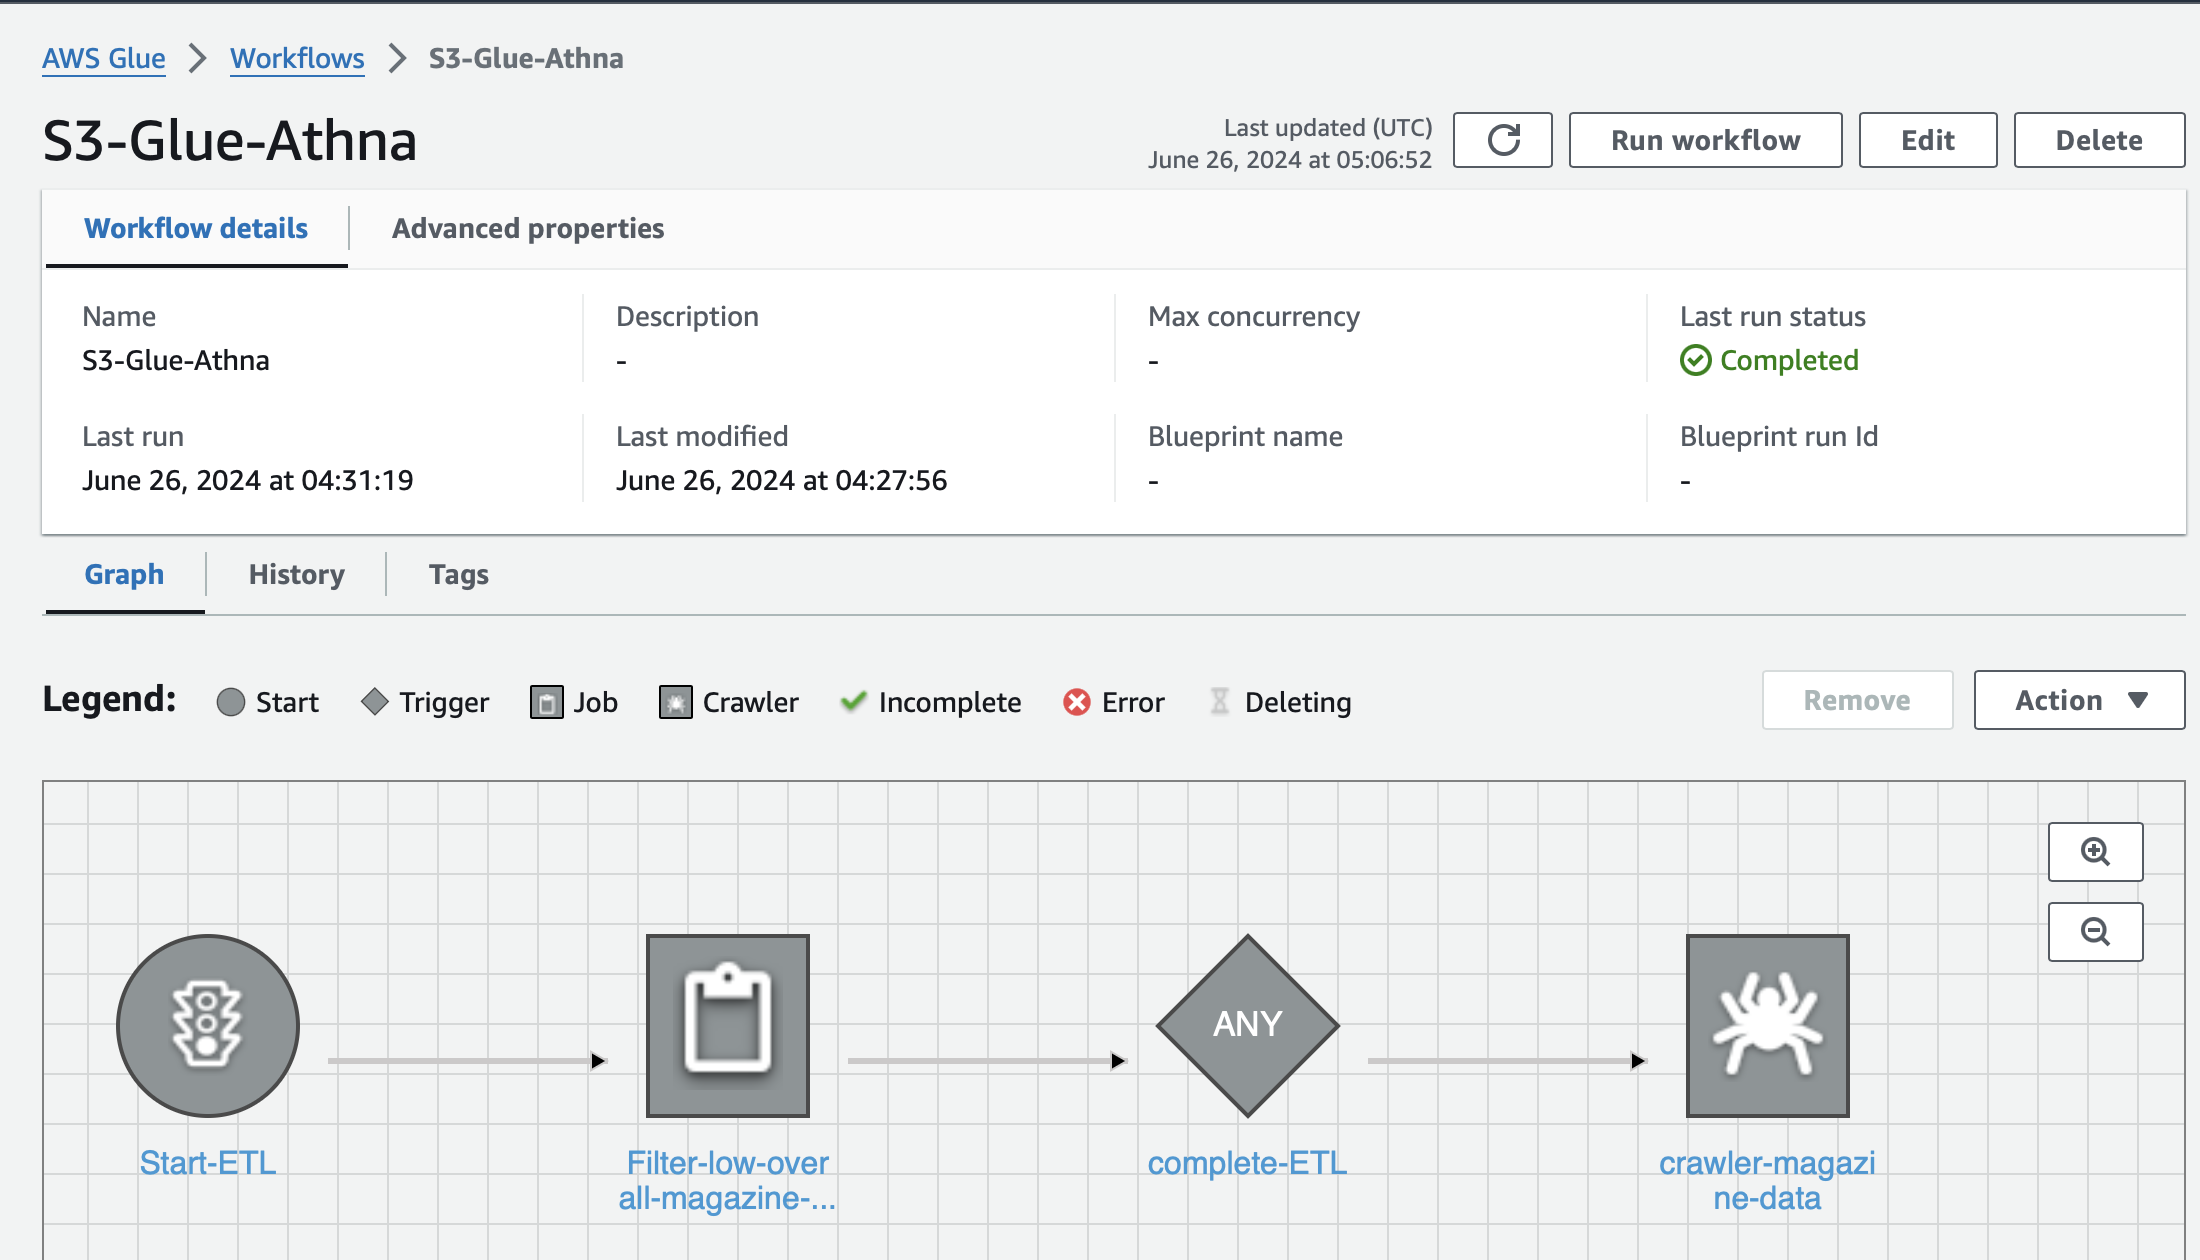 AWS Glue > Workflows > S3-Glue-Athna
S3-Glue-Athna
Last updated (UTC)
June 26, 2024 at 05:06:52
Run workflow
Edit
Delete
Workflow details
Advanced properties
Name
S3-Glue-Athna
Description
-
Max concurrency
-
Last run status
Completed
Last run
June 26, 2024 at 04:31:19
Last modified
June 26, 2024 at 04:27:56
Blueprint name
-
Blueprint run Id
-
Graph
History
Tags
Legend:
Start
Trigger
Job
Crawler
Incomplete
Error
Deleting
Remove
Action
Start-ETL
Filter-low-over
all-magazine-...
ANY
complete-ETL
crawler-magazi
ne-data